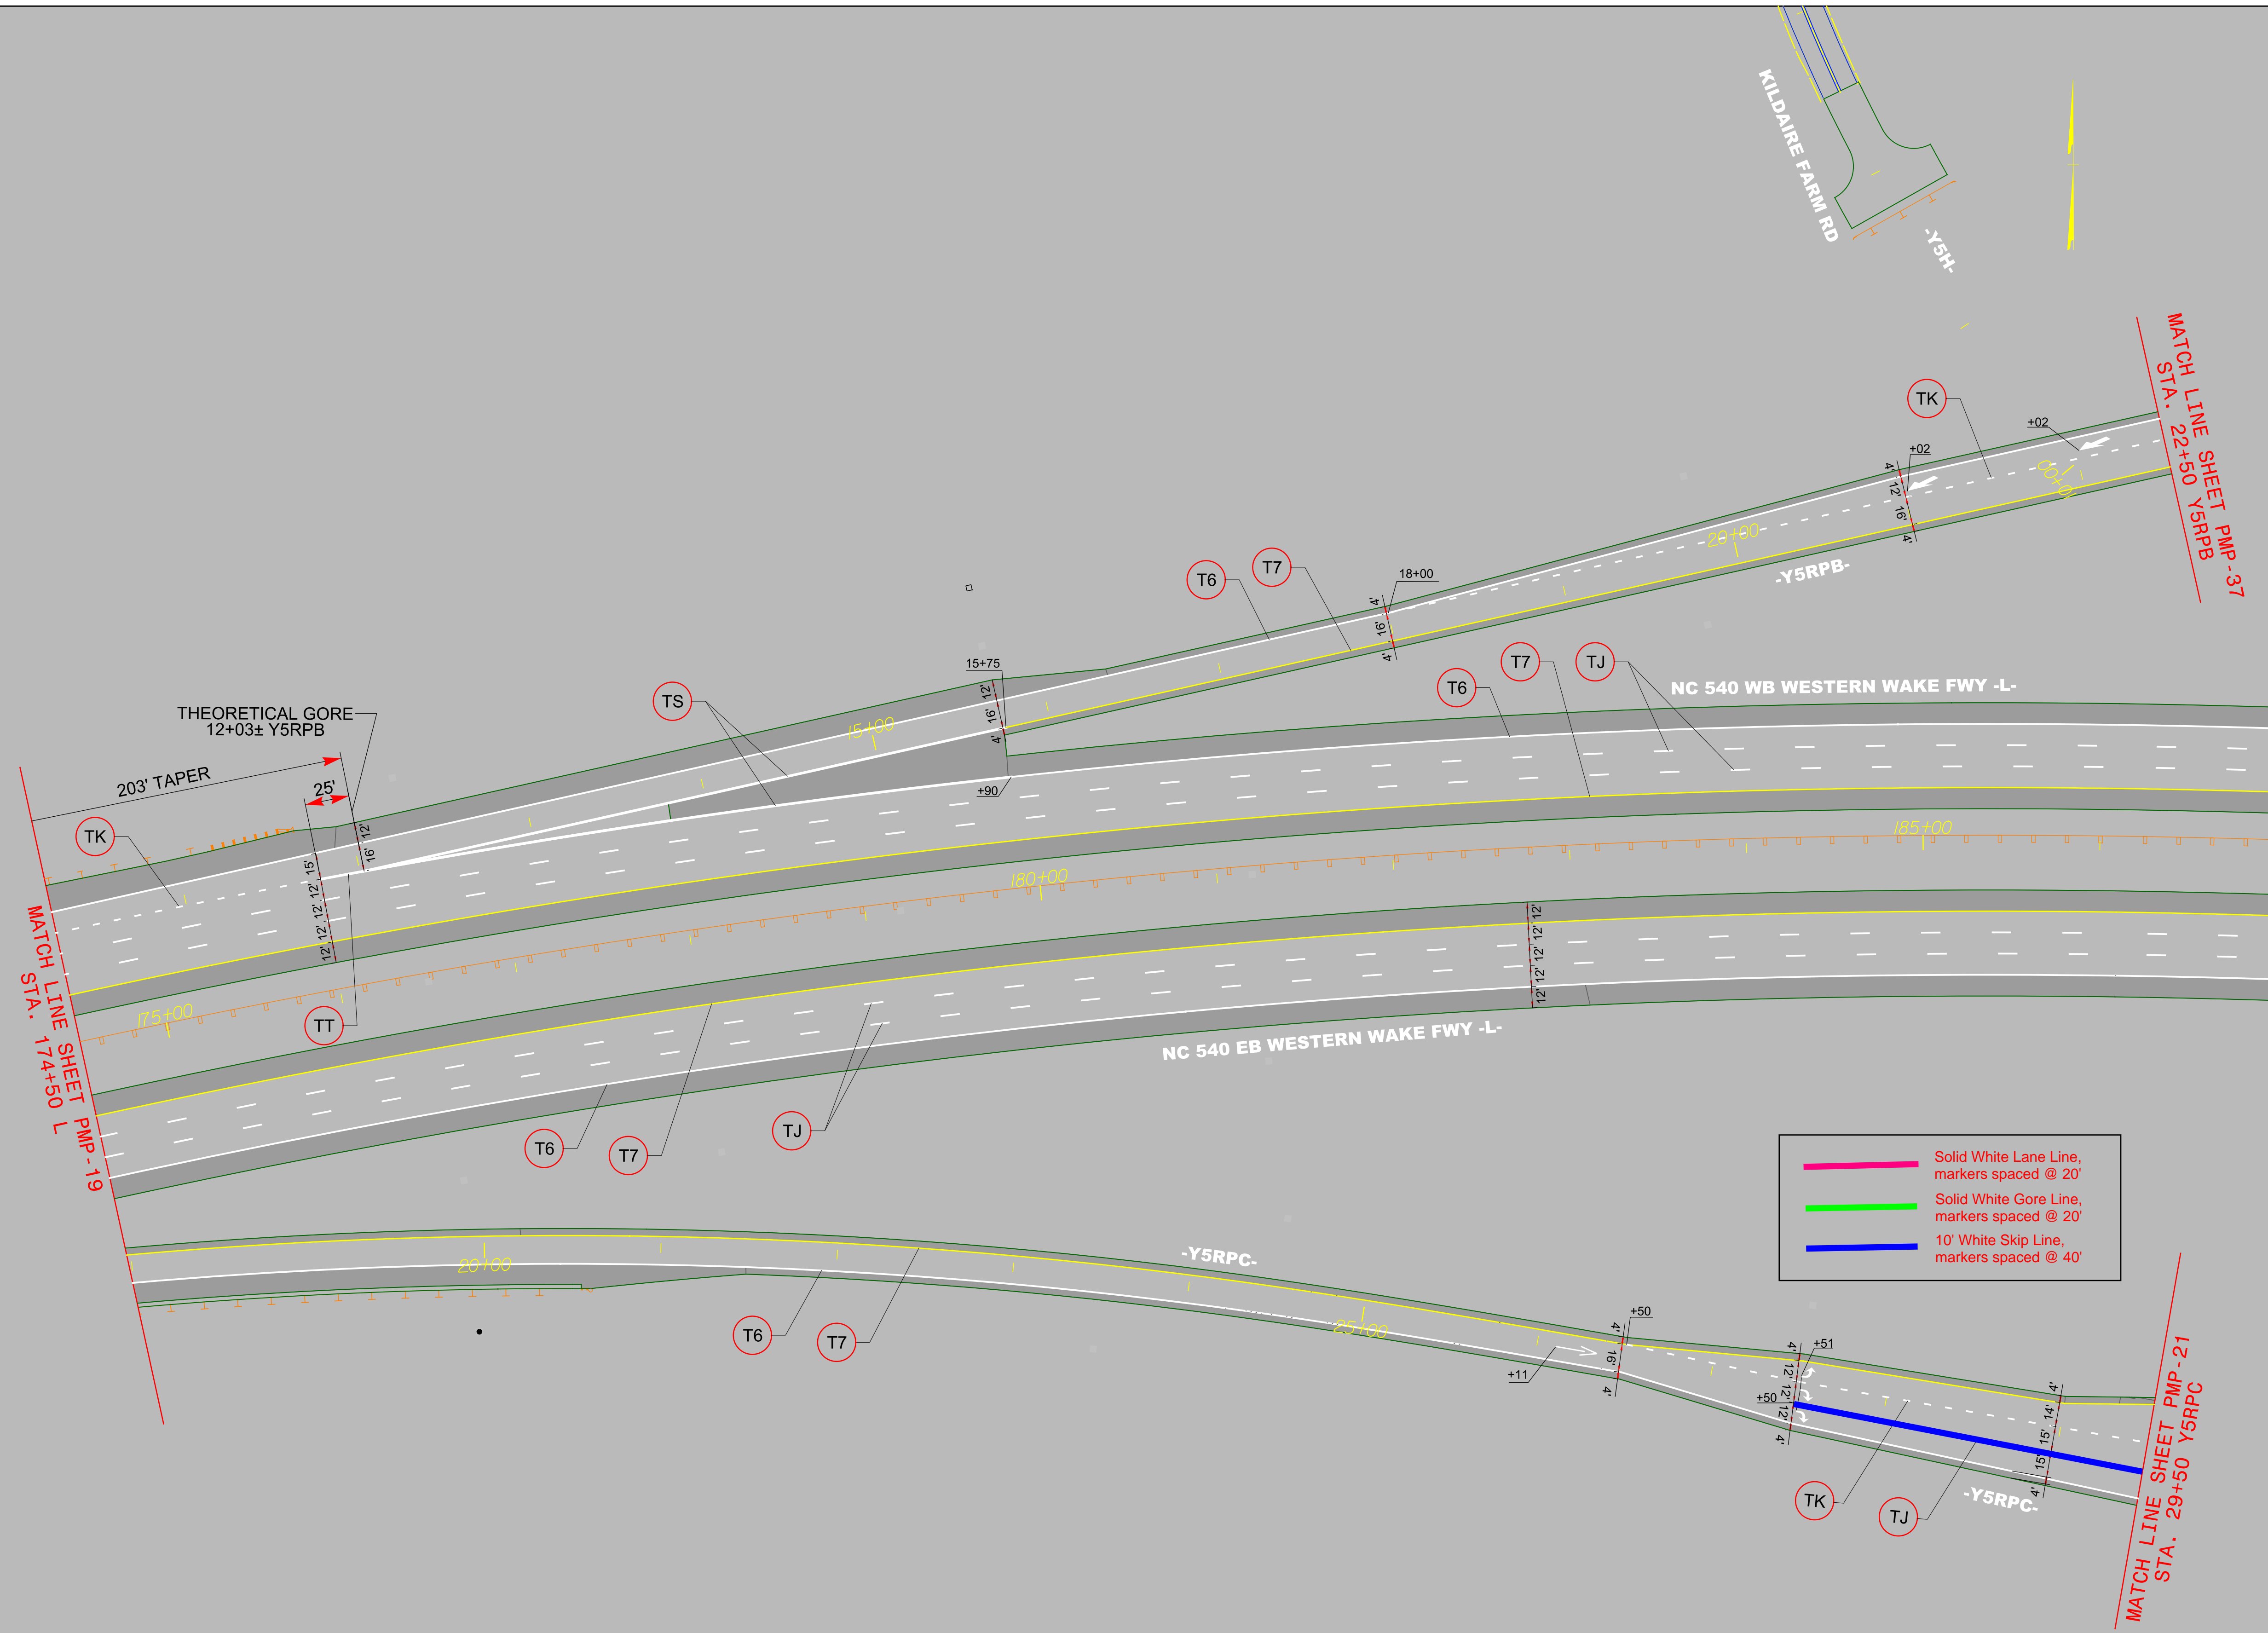 KILDAIRE FARM RD
-Y5H-
MATCH LINE SHEET PMP-37
STA. 22+50 Y5RPB
TK
+02
+02
4'
12'
16'
4'
20+00
-Y5RPB-
18+00
T6
T7
4'
16'
4'
15+75
12'
16'
4'
15+00
TS
+90
THEORETICAL GORE
12+03± Y5RPB
203' TAPER
25'
TK
12'
16'
15'
12'
12'
12'
12'
TT
T6
T7
TJ
NC 540 WB WESTERN WAKE FWY -L-
185+00
180+00
175+00
MATCH LINE SHEET PMP-19
STA. 174+50 L
12'
12'
12'
12'
12'
NC 540 EB WESTERN WAKE FWY -L-
T6
T7
TJ
Solid White Lane Line,
markers spaced @ 20'
Solid White Gore Line,
markers spaced @ 20'
10' White Skip Line,
markers spaced @ 40'
20+00
-Y5RPC-
25+00
T6
T7
+11
+50
4'
16'
4'
+51
+50
4'
12'
12'
12'
4'
4'
14'
15'
15'
4'
TK
TJ
-Y5RPC-
MATCH LINE SHEET PMP-21
STA. 29+50 Y5RPC